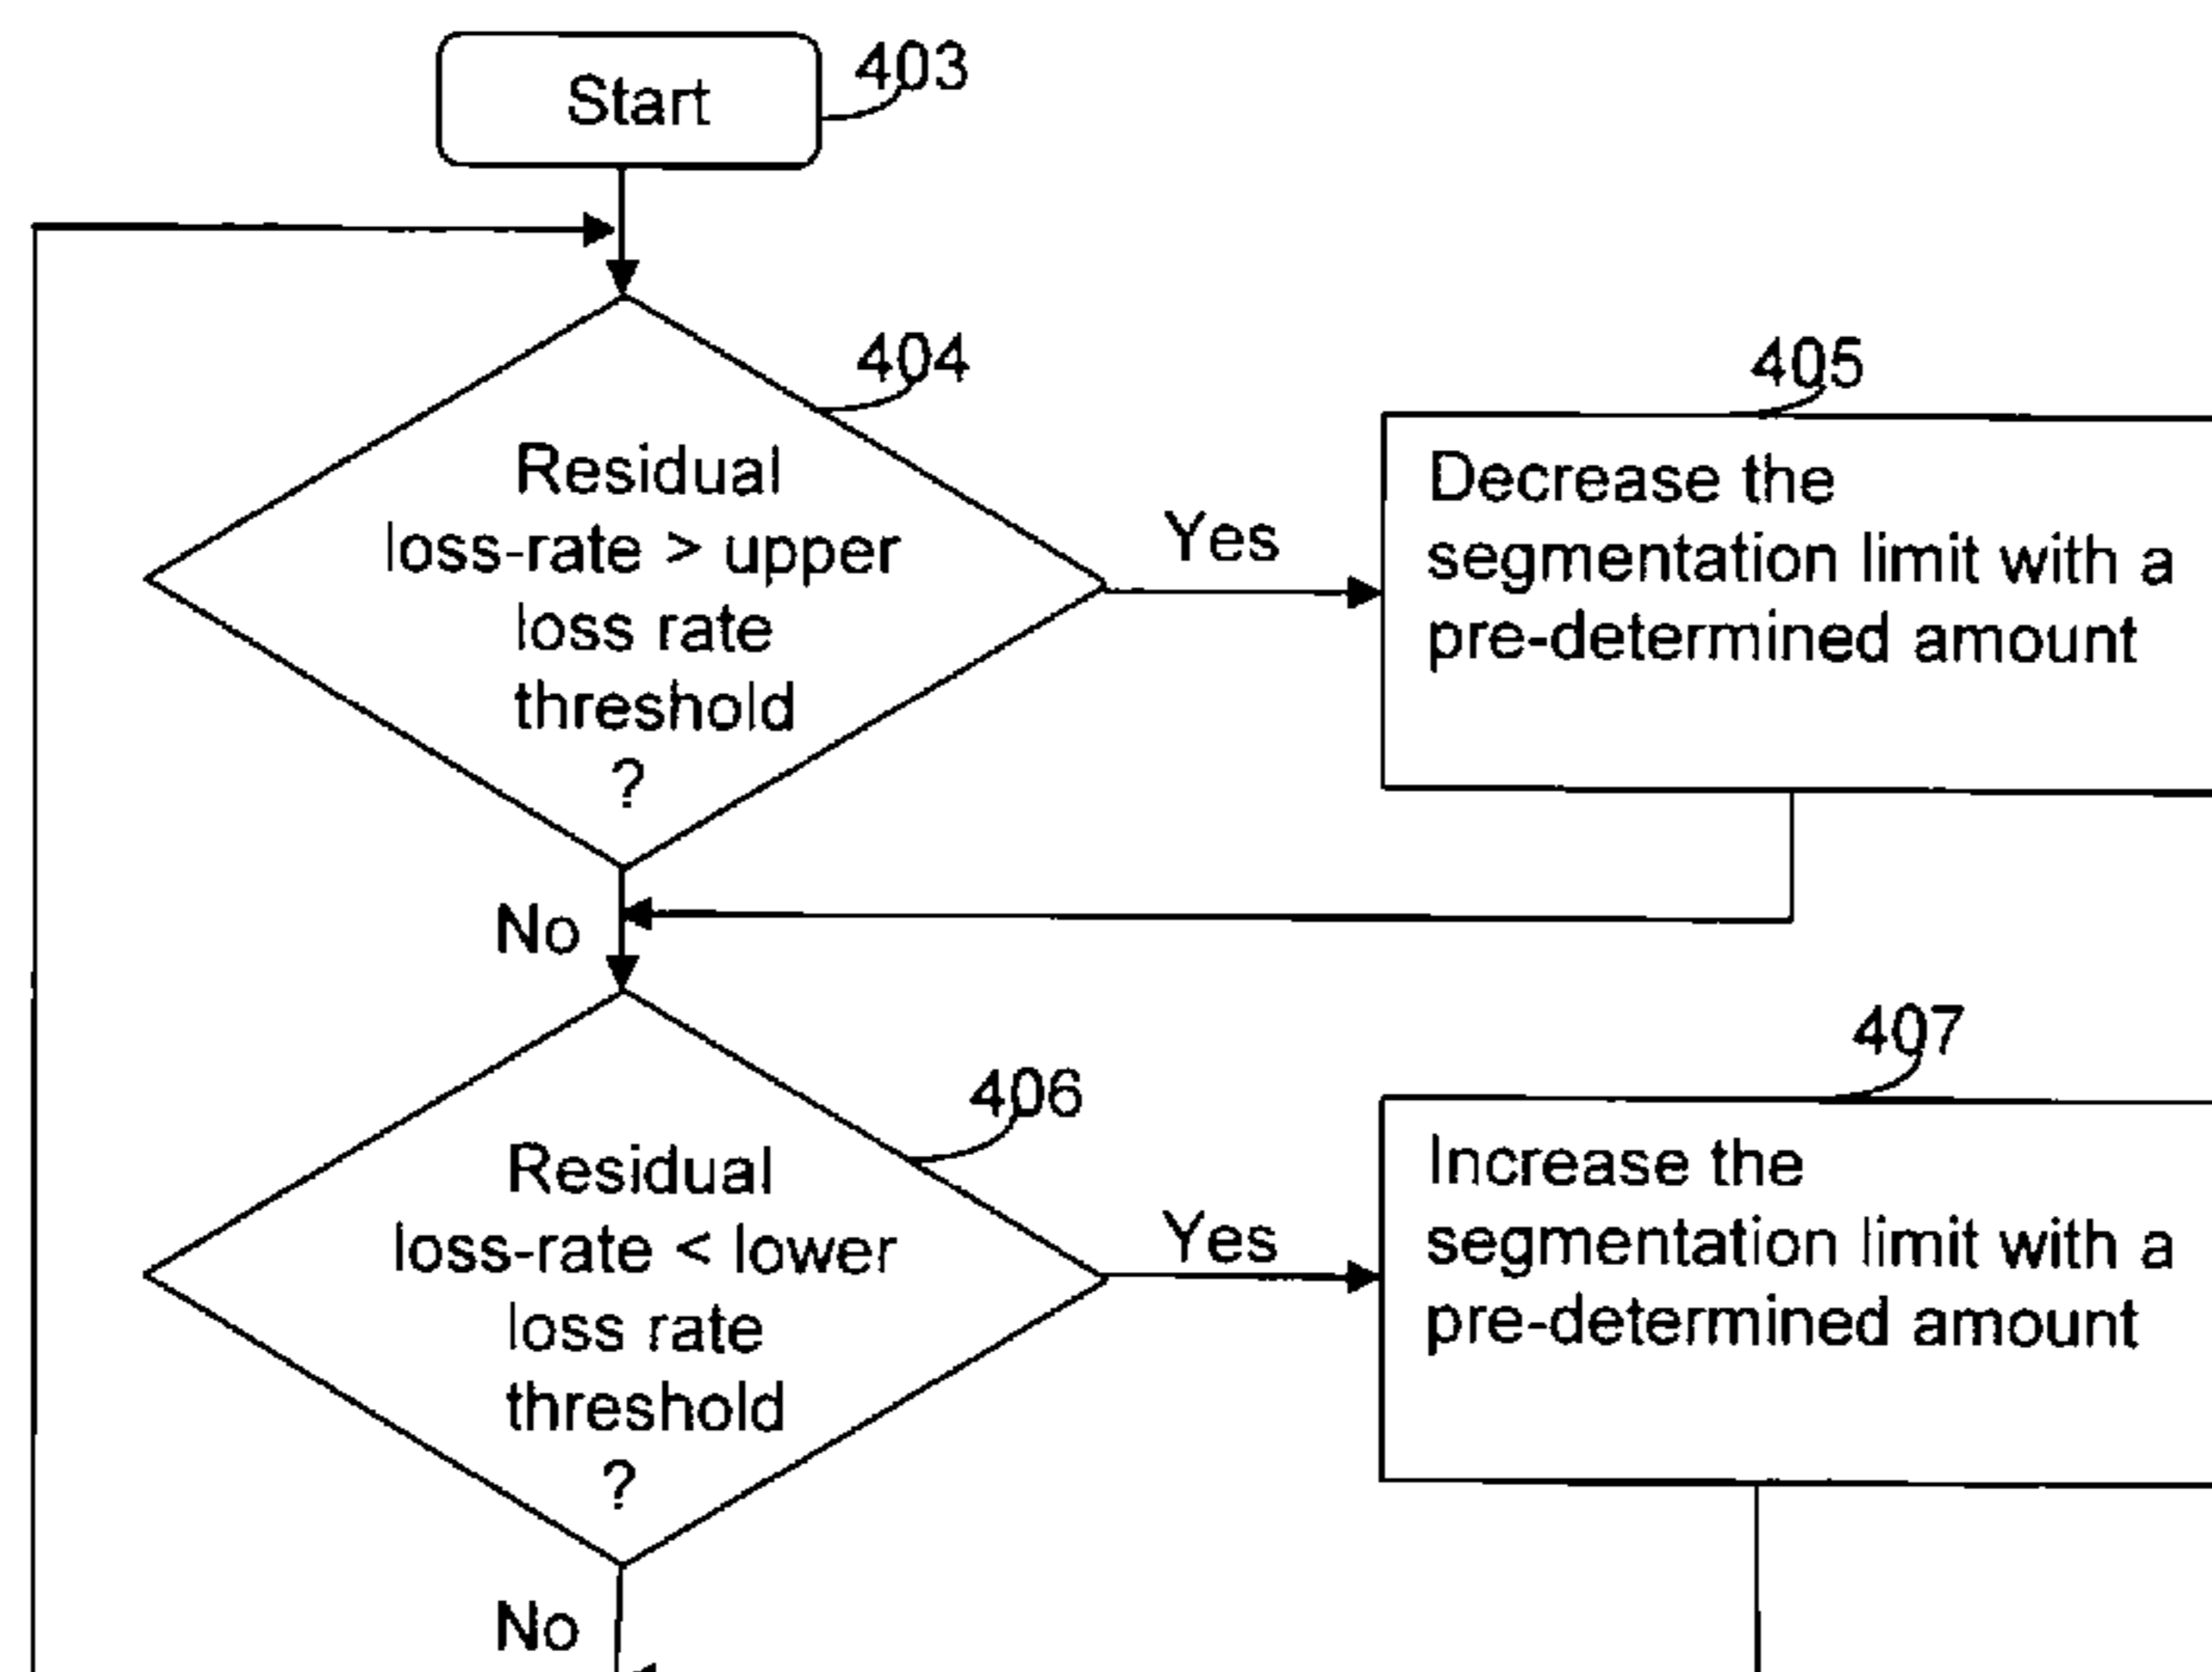 Start
403
404
Residual
loss-rate > upper
loss rate
threshold
?
Yes
405
Decrease the
segmentation limit with a
pre-determined amount
No
406
Residual
loss-rate < lower
loss rate
threshold
?
Yes
407
Increase the
segmentation limit with a
pre-determined amount
No